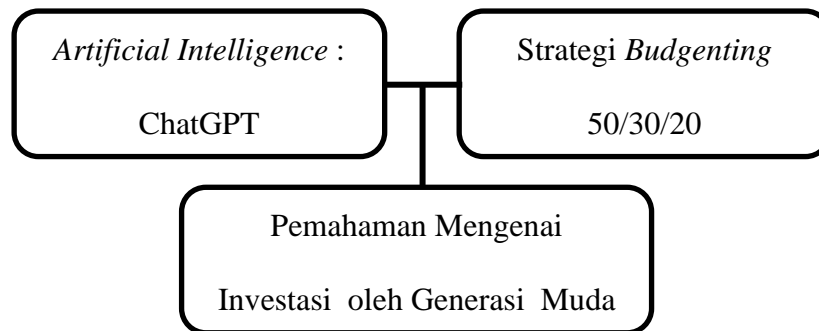 Artificial Intelligence :
ChatGPT
Strategi Budgenting
50/30/20
Pemahaman Mengenai
Investasi oleh Generasi Muda